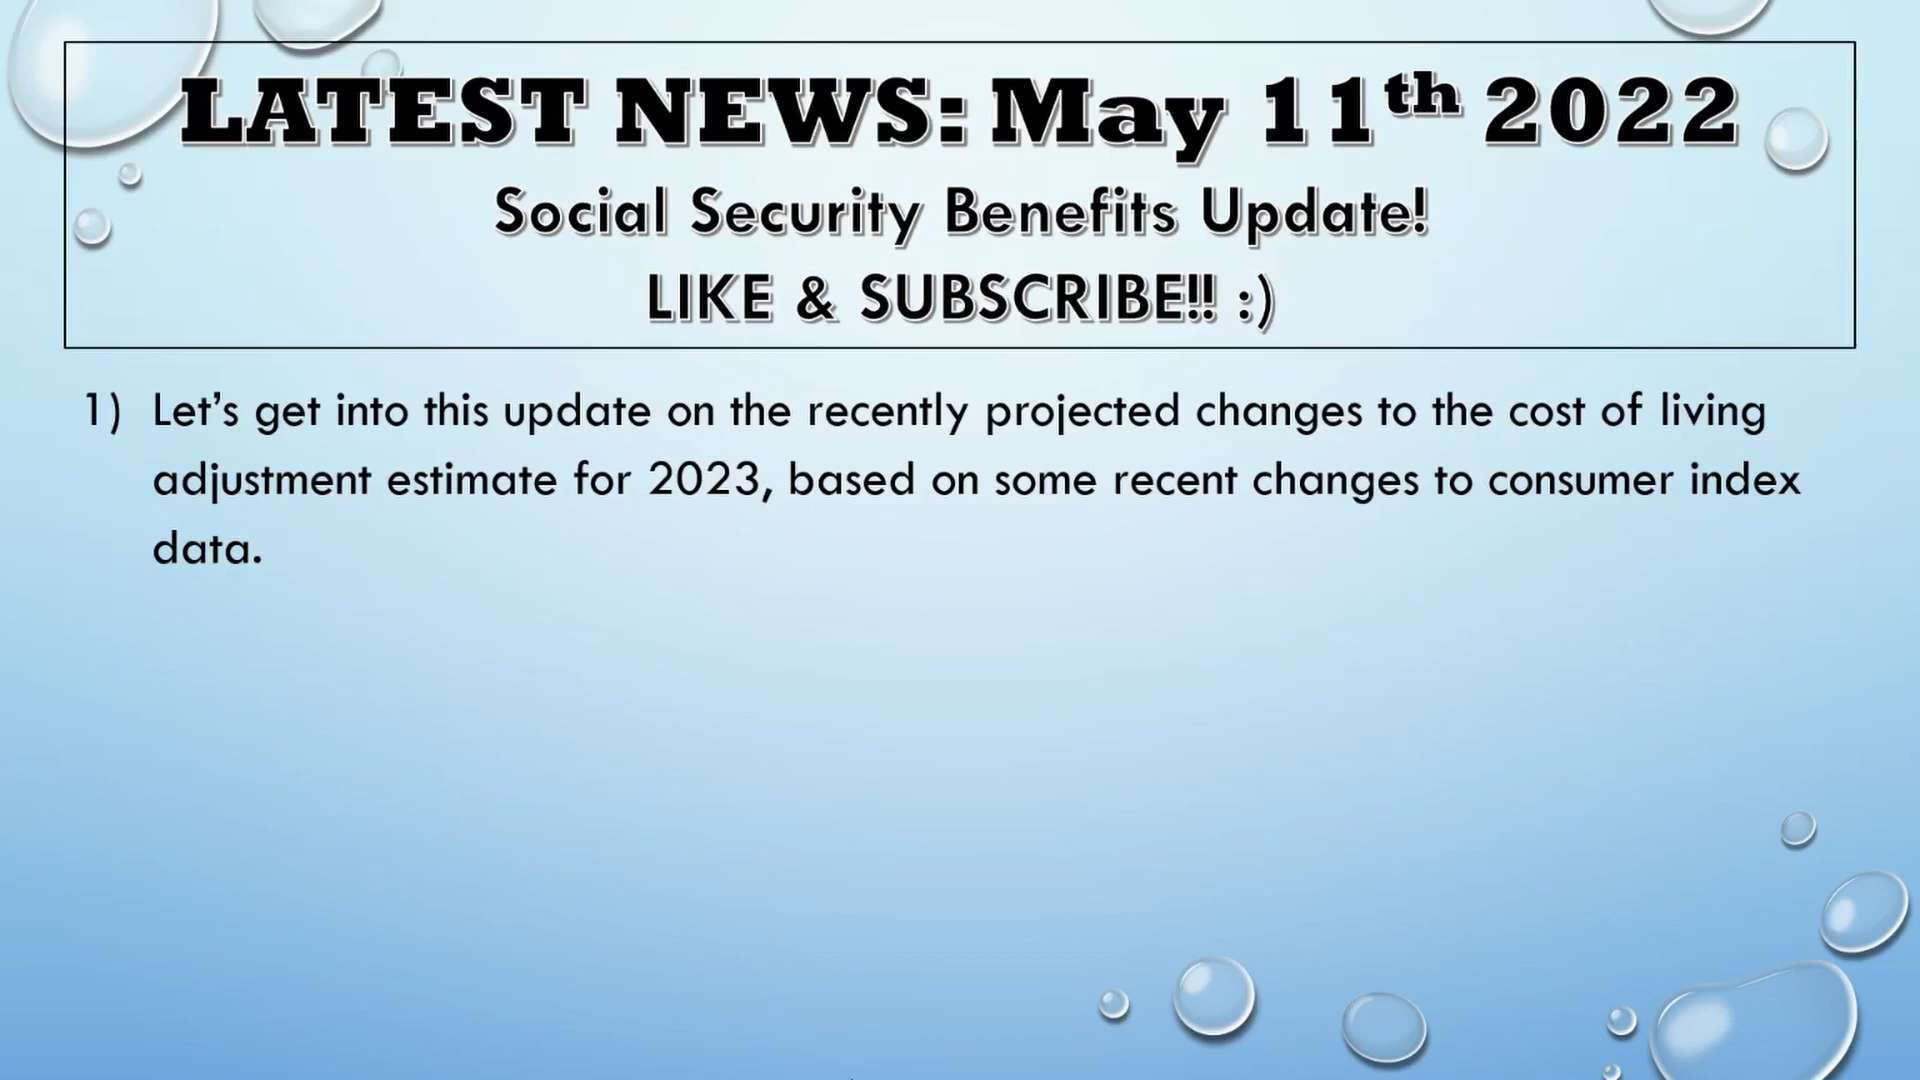 LATEST NEWS: May 11th 2022
Social Security Benefits Update!
LIKE & SUBSCRIBE!! :)
1) Let’s get into this update on the recently projected changes to the cost of living
adjustment estimate for 2023, based on some recent changes to consumer index
data.